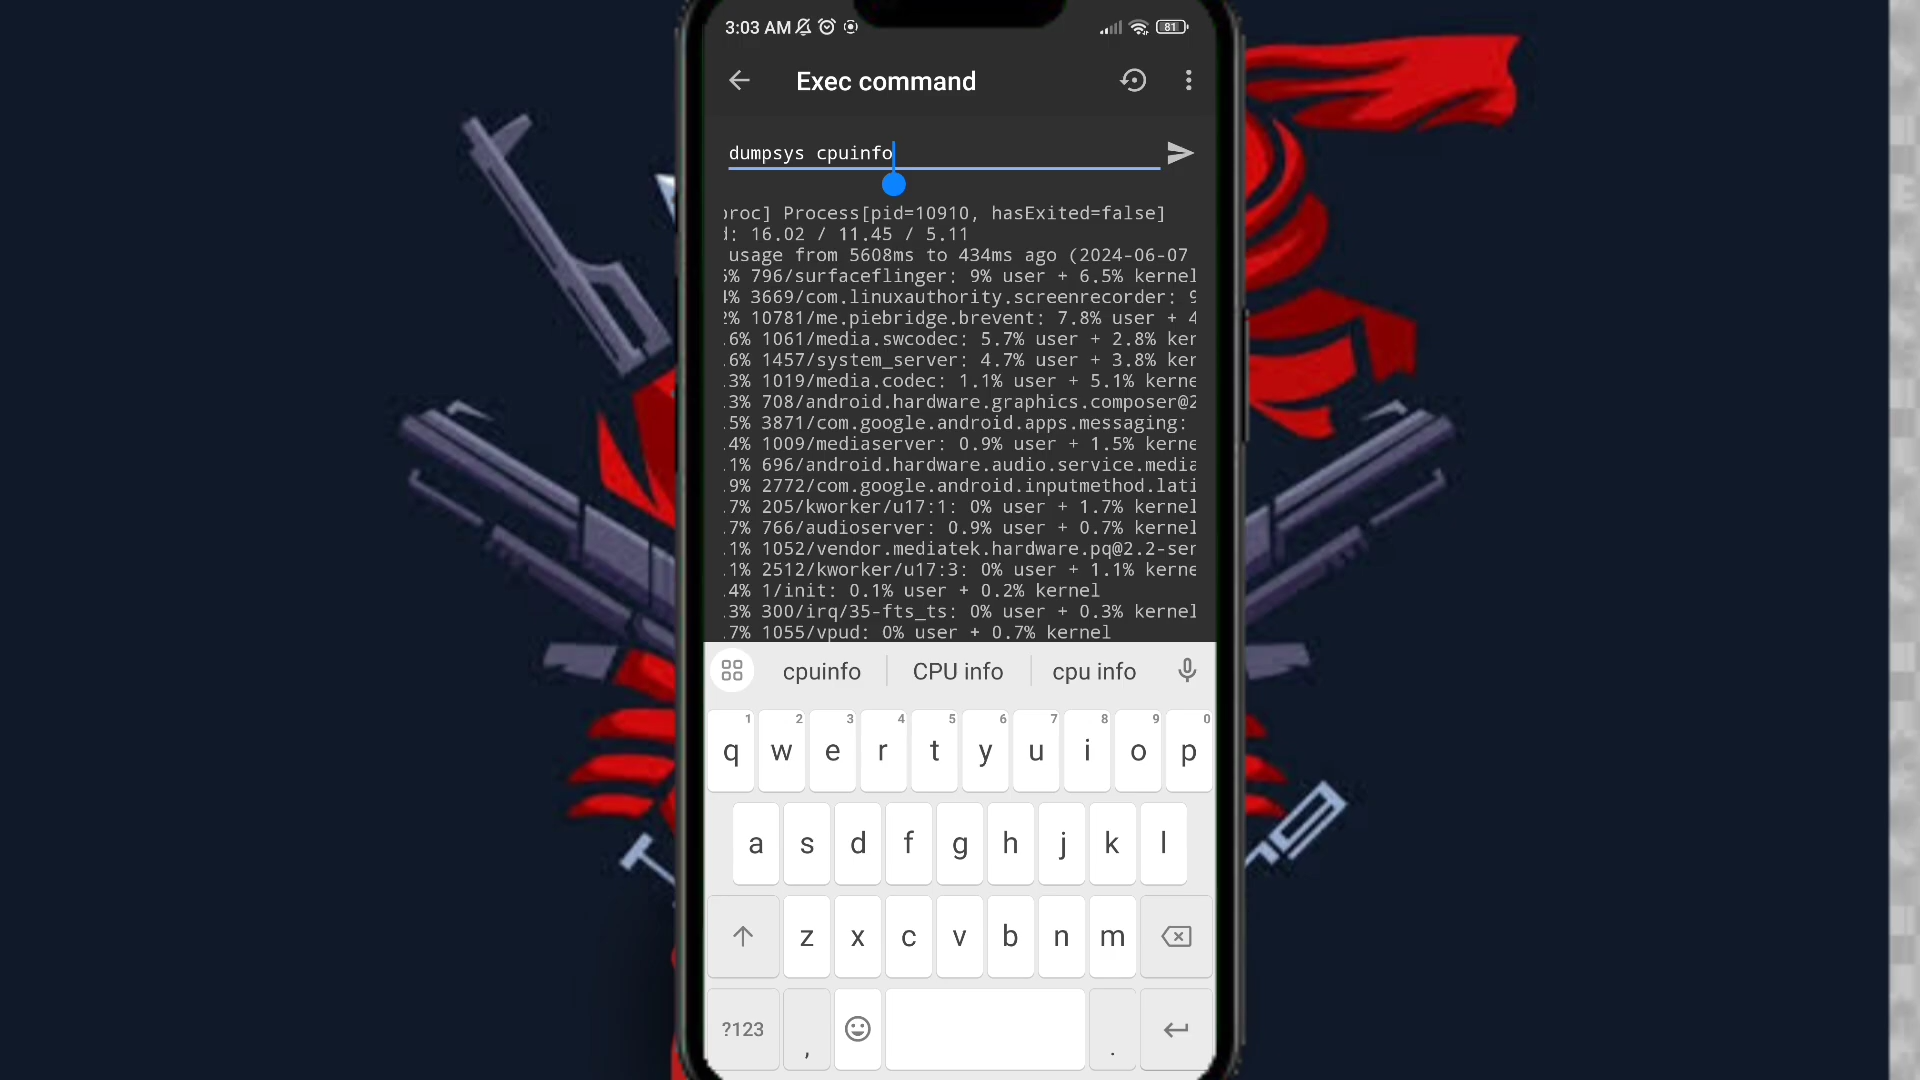 3:03 AM 81
Exec command
dumpsys cpuinfo
proc] Process[pid=10910, hasExited=false]
d: 16.02 / 11.45 / 5.11
usage from 5608ms to 434ms ago (2024-06-07
% 796/surfaceflinger: 9% user + 6.5% kernel
% 3669/com.linuxauthority.screenrecorder: 9
% 10781/me.piebridge.brevent: 7.8% user + 4
.6% 1061/media.swcodec: 5.7% user + 2.8% ker
.6% 1457/system_server: 4.7% user + 3.8% ker
.3% 1019/media.codec: 1.1% user + 5.1% kerne
.3% 708/android.hardware.graphics.composer@2
.5% 3871/com.google.android.apps.messaging:
.4% 1009/mediaserver: 0.9% user + 1.5% kerne
.1% 696/android.hardware.audio.service.media
.9% 2772/com.google.android.inputmethod.lati
.7% 205/kworker/u17:1: 0% user + 1.7% kernel
.7% 766/audioserver: 0.9% user + 0.7% kernel
.1% 1052/vendor.mediatek.hardware.pq@2.2-ser
.1% 2512/kworker/u17:3: 0% user + 1.1% kerne
.4% 1/init: 0.1% user + 0.2% kernel
.3% 300/irq/35-fts_ts: 0% user + 0.3% kernel
.7% 1055/vpud: 0% user + 0.7% kernel
cpuinfo CPU info cpu info
1 2 3 4 5 6 7 8 9 0
q w e r t y u i o p
a s d f g h j k l
z x c v b n m
?123 , .